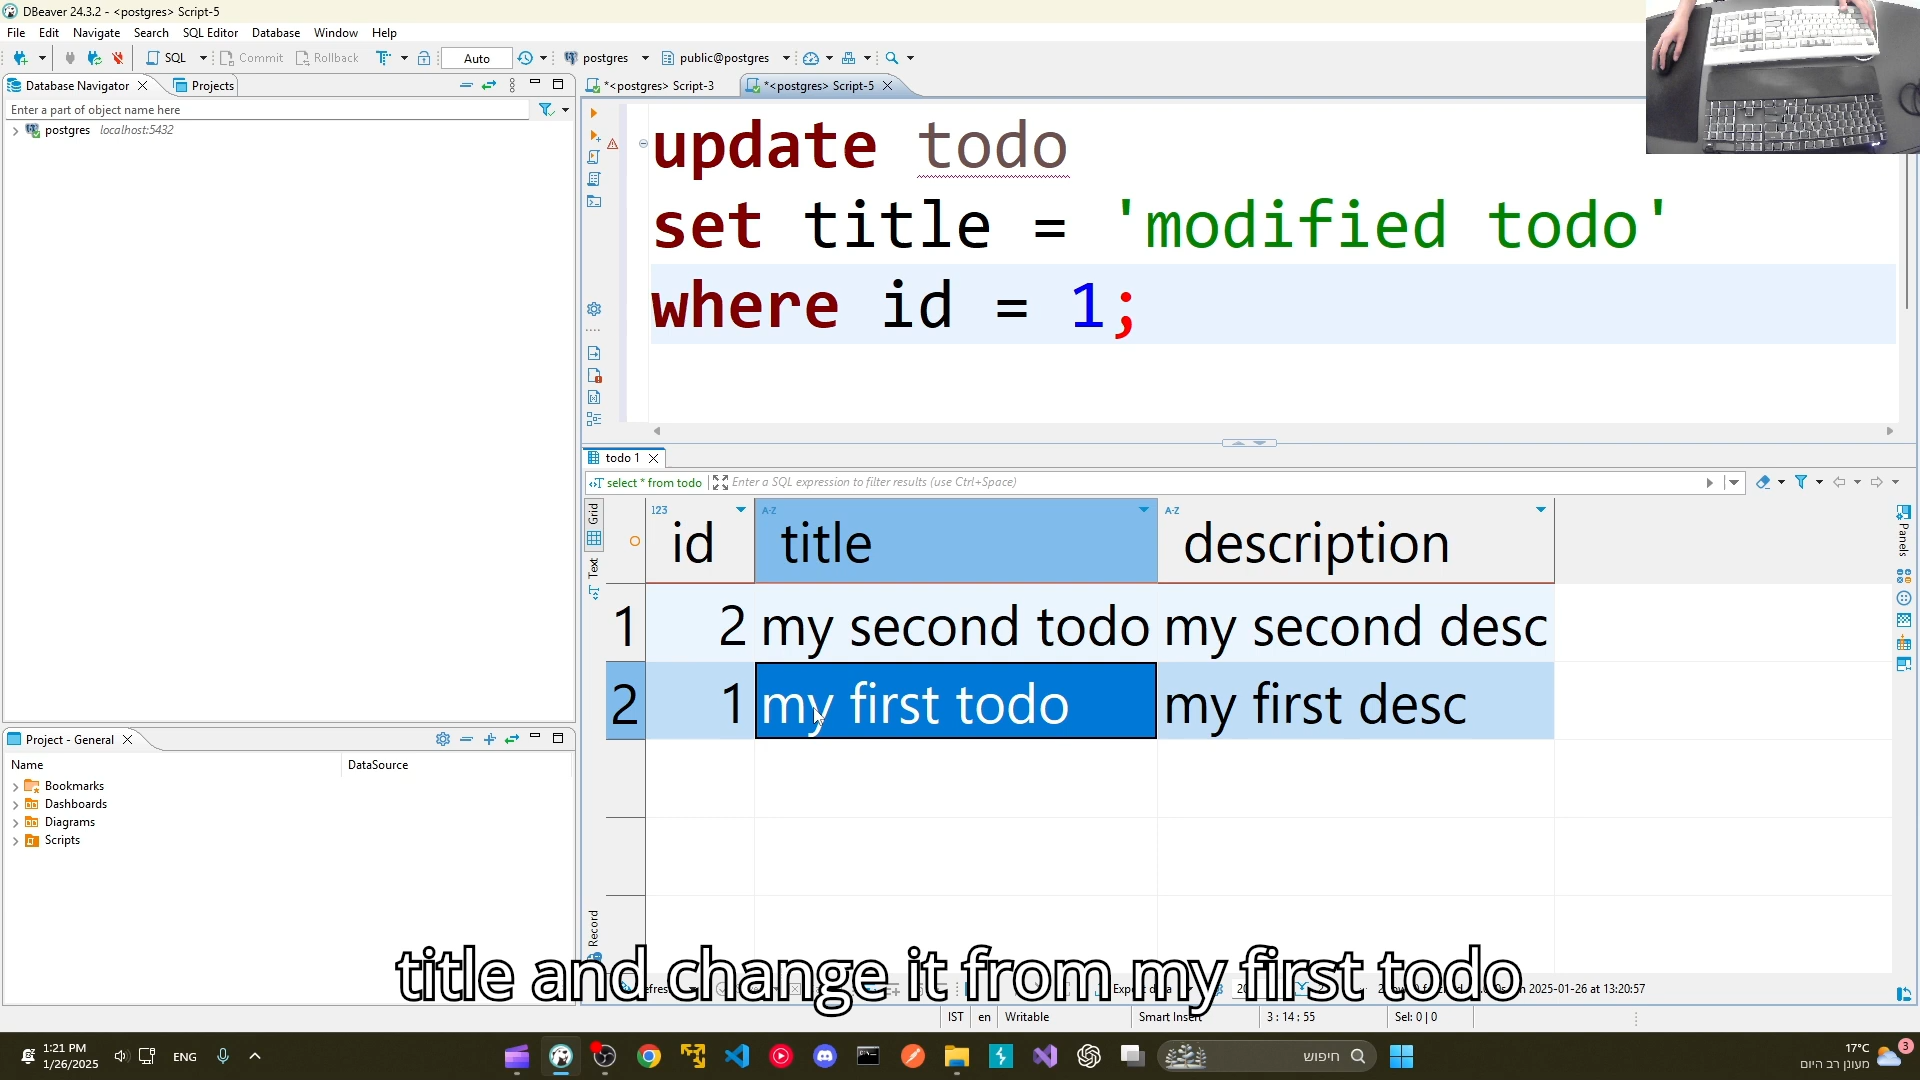 DBeaver 24.3.2 - <postgres> Script-5
File Edit Navigate Search SQL Editor Database Window Help
SQL Commit Rollback Auto postgres public@postgres
Database Navigator Projects
*<postgres> Script-3 *<postgres> Script-5
Enter a part of object name here
postgres localhost:5432
update todo
set title = 'modified todo'
where id = 1;
todo 1
select * from todo Enter a SQL expression to filter results (use Ctrl+Space)
Grid
Text
Record
Panels
123 A-Z A-Z
id title description
1 2 my second todo my second desc
2 1 my first todo my first desc
Project - General
Name DataSource
Bookmarks
Dashboards
Diagrams
Scripts
title and change it from my first todo
2025-01-26 at 13:20:57
IST en Writable Smart Insert 3 : 14 : 55 Sel: 0 | 0
1:21 PM
1/26/2025
ENG
חיפוש
17°C
מעונן רב היום
3